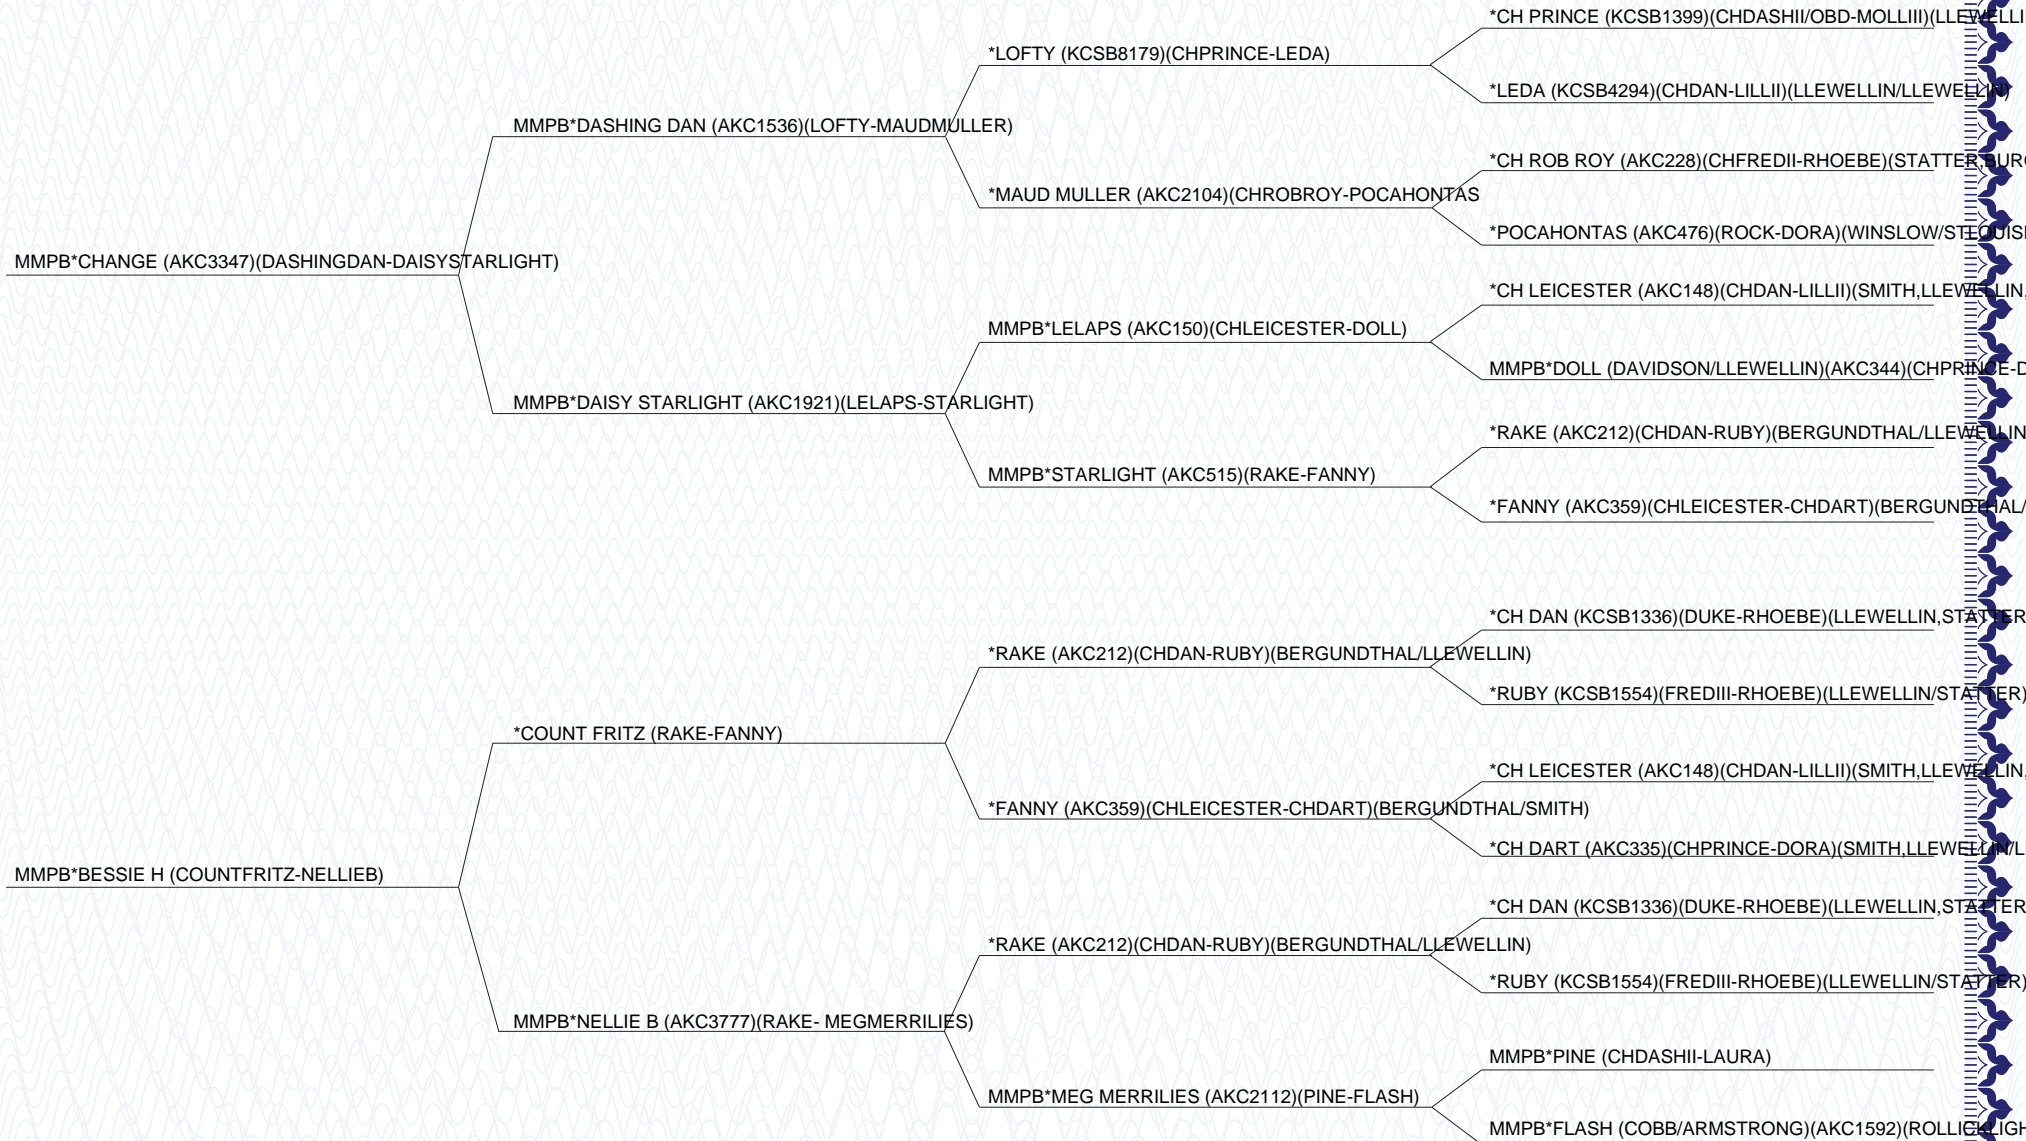 *CH PRINCE (KCSB1399)(CHDASHII/OBD-MOLLIII)(LLEWELLI
*LOFTY (KCSB8179)(CHPRINCE-LEDA)
*LEDA (KCSB4294)(CHDAN-LILLII)(LLEWELLIN/LLEWELLIN)
MMPB*DASHING DAN (AKC1536)(LOFTY-MAUDMULLER)
*CH ROB ROY (AKC228)(CHFREDII-RHOEBE)(STATTER,BUR
*MAUD MULLER (AKC2104)(CHROBROY-POCAHONTAS
*POCAHONTAS (AKC476)(ROCK-DORA)(WINSLOW/STLOUIS
MMPB*CHANGE (AKC3347)(DASHINGDAN-DAISYSTARLIGHT)
*CH LEICESTER (AKC148)(CHDAN-LILLII)(SMITH,LLEWELLIN,
MMPB*LELAPS (AKC150)(CHLEICESTER-DOLL)
MMPB*DOLL (DAVIDSON/LLEWELLIN)(AKC344)(CHPRINCE-D
MMPB*DAISY STARLIGHT (AKC1921)(LELAPS-STARLIGHT)
*RAKE (AKC212)(CHDAN-RUBY)(BERGUNDTHAL/LLEWELLIN
MMPB*STARLIGHT (AKC515)(RAKE-FANNY)
*FANNY (AKC359)(CHLEICESTER-CHDART)(BERGUNDTHAL/
*CH DAN (KCSB1336)(DUKE-RHOEBE)(LLEWELLIN,STATTER
*RAKE (AKC212)(CHDAN-RUBY)(BERGUNDTHAL/LLEWELLIN)
*RUBY (KCSB1554)(FREDIII-RHOEBE)(LLEWELLIN/STATTER)
*COUNT FRITZ (RAKE-FANNY)
*CH LEICESTER (AKC148)(CHDAN-LILLII)(SMITH,LLEWELLIN,
*FANNY (AKC359)(CHLEICESTER-CHDART)(BERGUNDTHAL/SMITH)
*CH DART (AKC335)(CHPRINCE-DORA)(SMITH,LLEWELLIN/L
MMPB*BESSIE H (COUNTFRITZ-NELLIEB)
*CH DAN (KCSB1336)(DUKE-RHOEBE)(LLEWELLIN,STATTER
*RAKE (AKC212)(CHDAN-RUBY)(BERGUNDTHAL/LLEWELLIN)
*RUBY (KCSB1554)(FREDIII-RHOEBE)(LLEWELLIN/STATTER)
MMPB*NELLIE B (AKC3777)(RAKE- MEGMERRILIES)
MMPB*PINE (CHDASHII-LAURA)
MMPB*MEG MERRILIES (AKC2112)(PINE-FLASH)
MMPB*FLASH (COBB/ARMSTRONG)(AKC1592)(ROLLICKLIGH